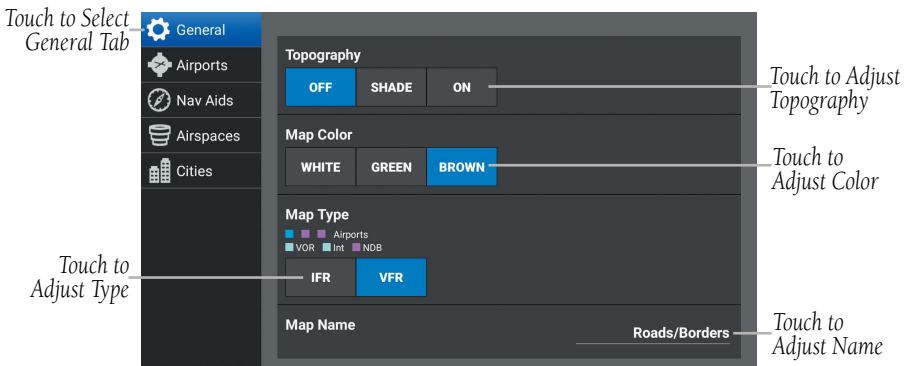 Touch to Select
General Tab
General
Airports
Nav Aids
Airspaces
Cities
Topography
OFF SHADE ON
Touch to Adjust
Topography
Map Color
WHITE GREEN BROWN
Touch to
Adjust Color
Map Type
Airports
VOR Int NDB
IFR VFR
Touch to
Adjust Type
Map Name
Roads/Borders
Touch to
Adjust Name